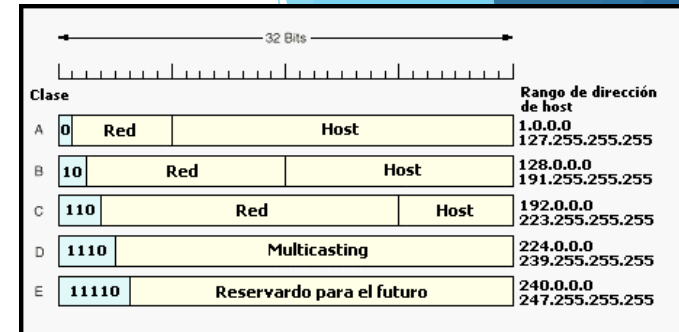 32 Bits
Clase
Rango de dirección
de host
A 0 Red Host 1.0.0.0
127.255.255.255
B 10 Red Host 128.0.0.0
191.255.255.255
C 110 Red Host 192.0.0.0
223.255.255.255
D 1110 Multicasting 224.0.0.0
239.255.255.255
E 11110 Reservardo para el futuro 240.0.0.0
247.255.255.255